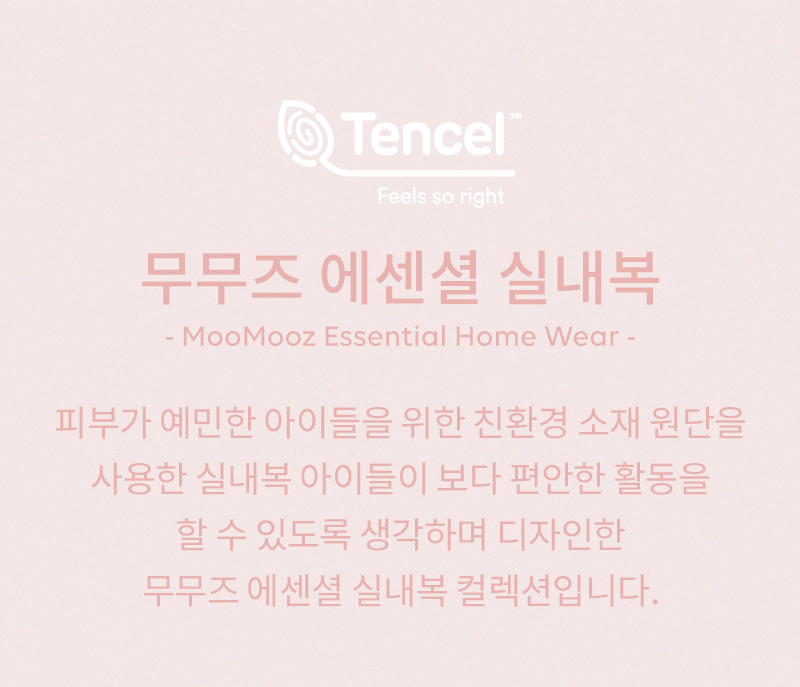 Tencel™
Feels so right
무무즈 에센셜 실내복
- MooMooz Essential Home Wear -
피부가 예민한 아이들을 위한 친환경 소재 원단을
사용한 실내복 아이들이 보다 편안한 활동을
할 수 있도록 생각하며 디자인한
무무즈 에센셜 실내복 컬렉션입니다.